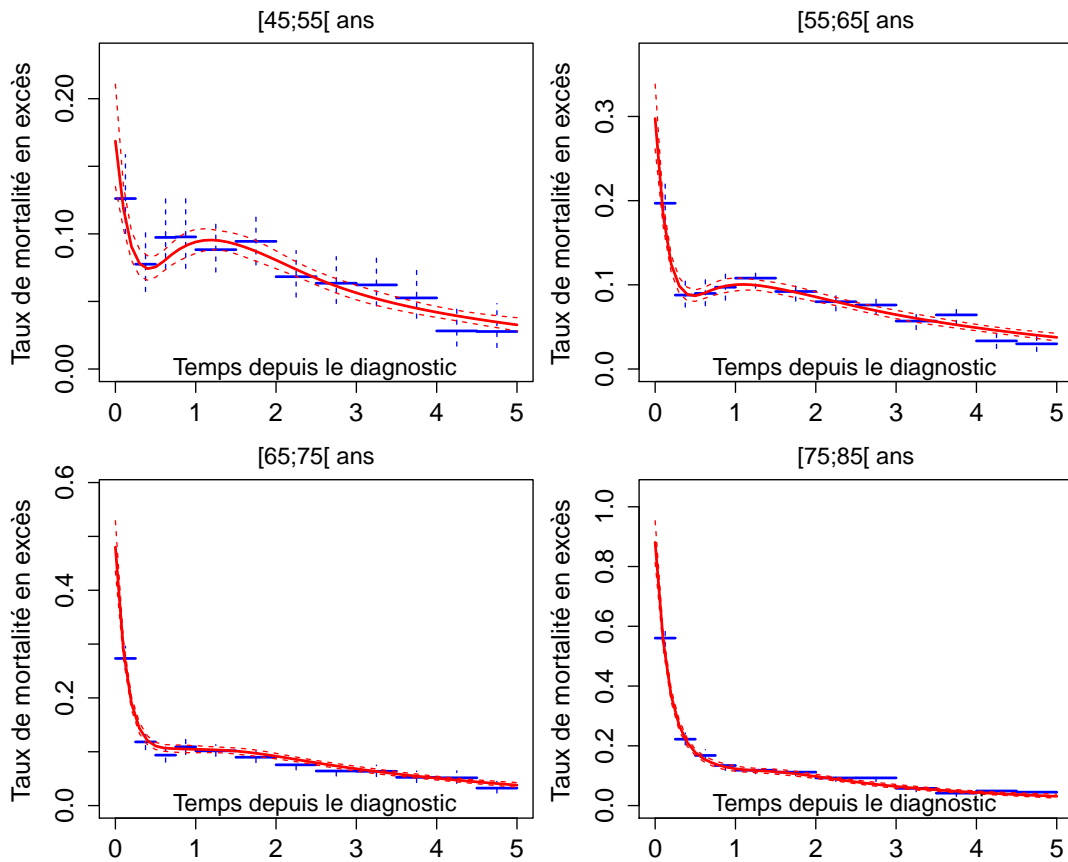 [45;55[ ans
Taux de mortalité en excès
0.00 0.10 0.20
Temps depuis le diagnostic
0 1 2 3 4 5
[55;65[ ans
Taux de mortalité en excès
0.0 0.1 0.2 0.3
Temps depuis le diagnostic
0 1 2 3 4 5
[65;75[ ans
Taux de mortalité en excès
0.0 0.2 0.4 0.6
Temps depuis le diagnostic
0 1 2 3 4 5
[75;85[ ans
Taux de mortalité en excès
0.0 0.2 0.4 0.6 0.8 1.0
Temps depuis le diagnostic
0 1 2 3 4 5